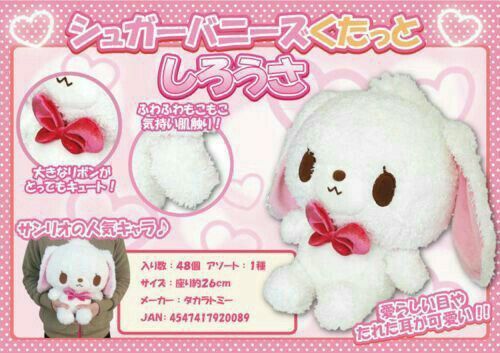 シュガーバニーズくたっと
しろうさ
ふわふわもこもこ
気持い肌触り!
大きなリボンが
とってもキュート!
サンリオの人気キャラ♪
入り数:48個 アソート:1種
サイズ:座り約26cm
メーカー:タカラトミー
JAN: 4547417920089
愛らしい目や
たれた耳が可愛い!!